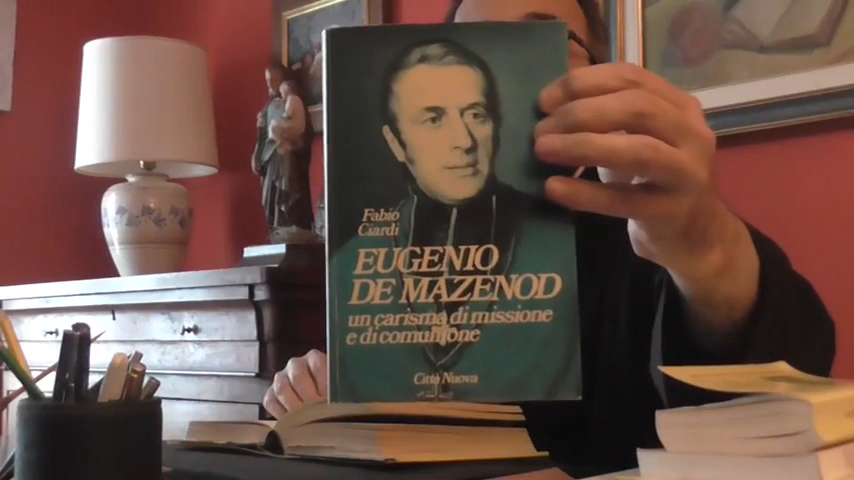 Fabio
Ciardi
EUGENIO
DE MAZENOD
un carisma di missione
e di comunione
Città Nuova